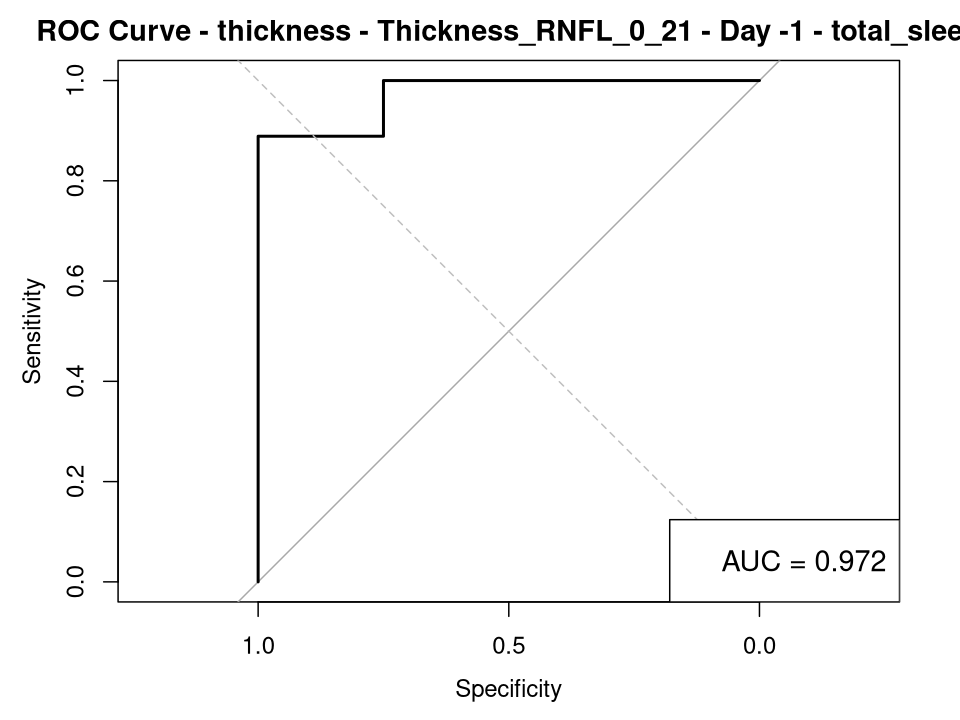 ROC Curve - thickness - Thickness_RNFL_0_21 - Day -1 - total_slee
1.0
0.8
0.6
0.4
0.2
0.0
Sensitivity
AUC = 0.972
1.0 0.5 0.0
Specificity